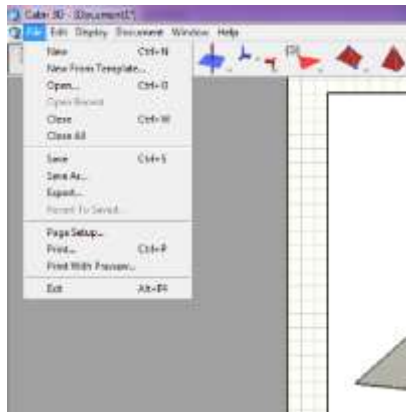 Cabri 3D - [Document1*]
File Edit Display Document Window Help
New Ctrl+N
New From Template...
Open... Ctrl+O
Open Recent
Close Ctrl+W
Close All
Save Ctrl+S
Save As...
Export...
Revert To Saved...
Page Setup...
Print... Ctrl+P
Print With Preview...
Exit Alt+F4